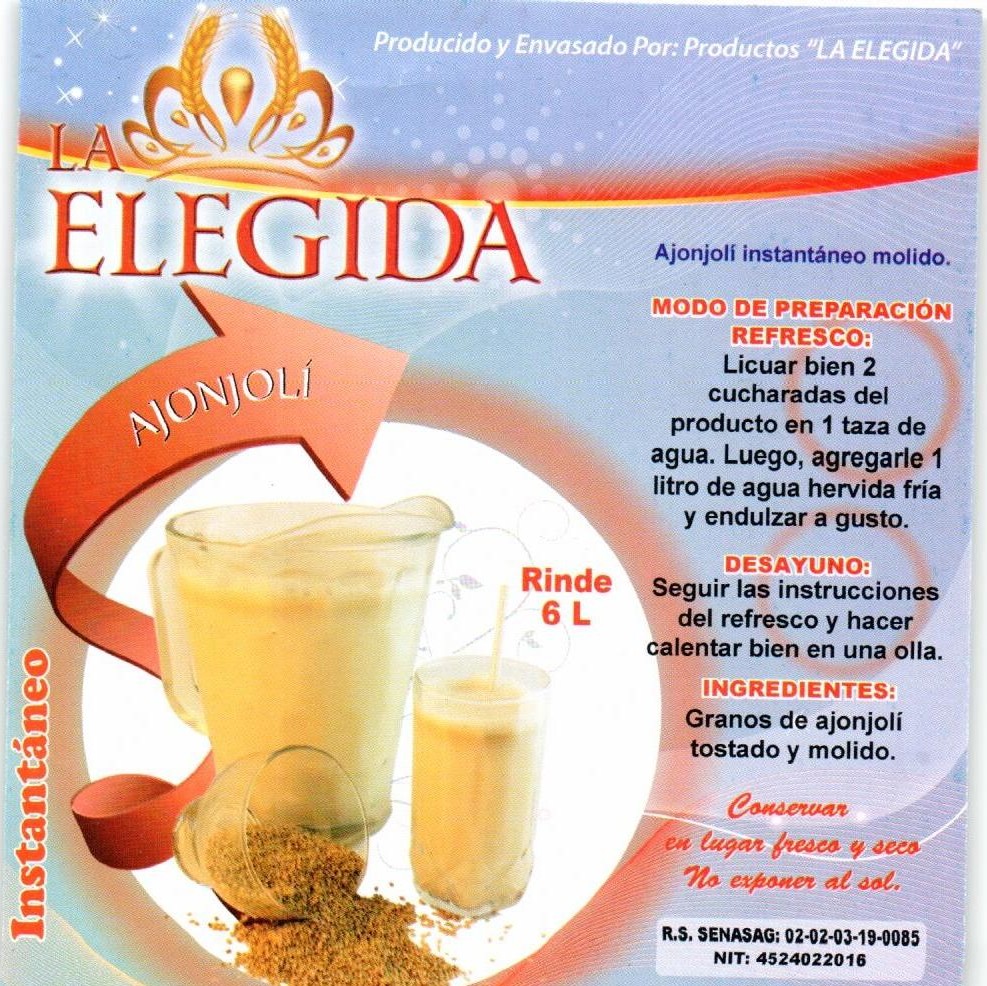 Producido y Envasado Por: Productos "LA ELEGIDA"
LA
ELEGIDA
AJONJOLÍ
Instantáneo
Rinde
6 L
Ajonjolí instantáneo molido.
MODO DE PREPARACIÓN
REFRESCO:
Licuar bien 2
cucharadas del
producto en 1 taza de
agua. Luego, agregarle 1
litro de agua hervida fría
y endulzar a gusto.
DESAYUNO:
Seguir las instrucciones
del refresco y hacer
calentar bien en una olla.
INGREDIENTES:
Granos de ajonjolí
tostado y molido.
Conservar
en lugar fresco y seco
No exponer al sol.
R.S. SENASAG: 02-02-03-19-0085
NIT: 4524022016